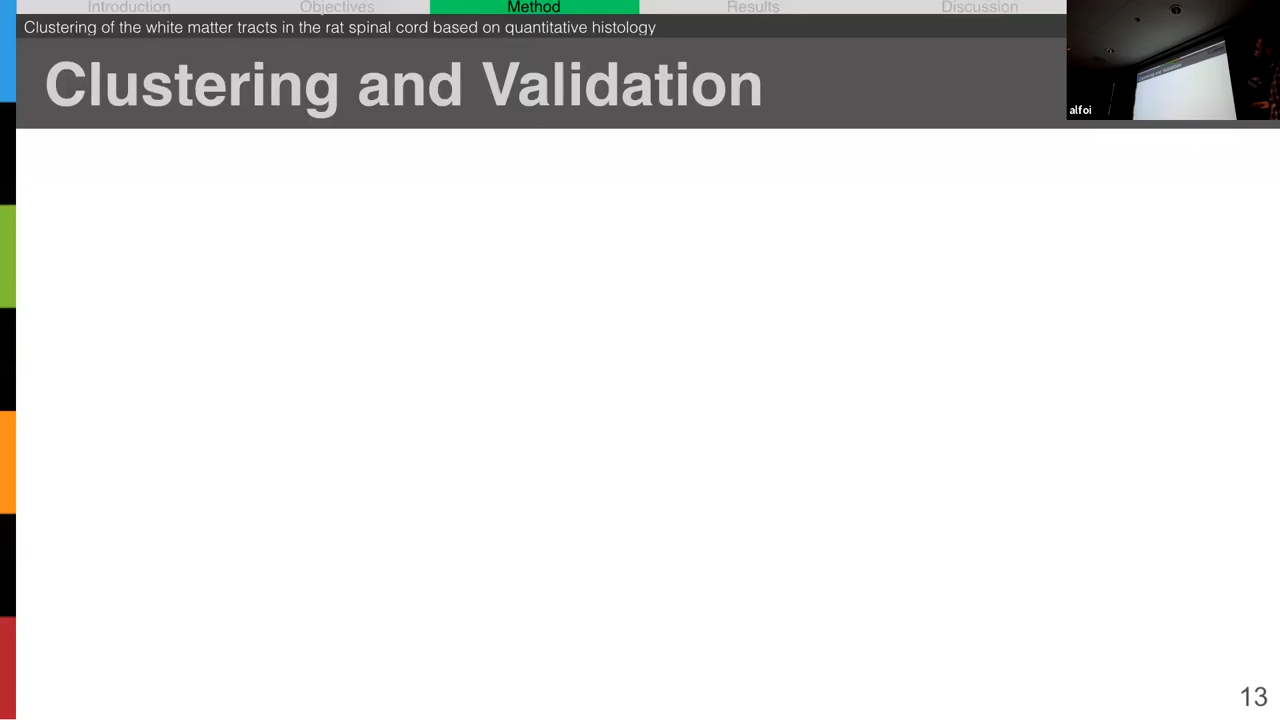 Introduction
Objectives
Method
Results
Discussion
Clustering of the white matter tracts in the rat spinal cord based on quantitative histology
Clustering and Validation
alfoi
13